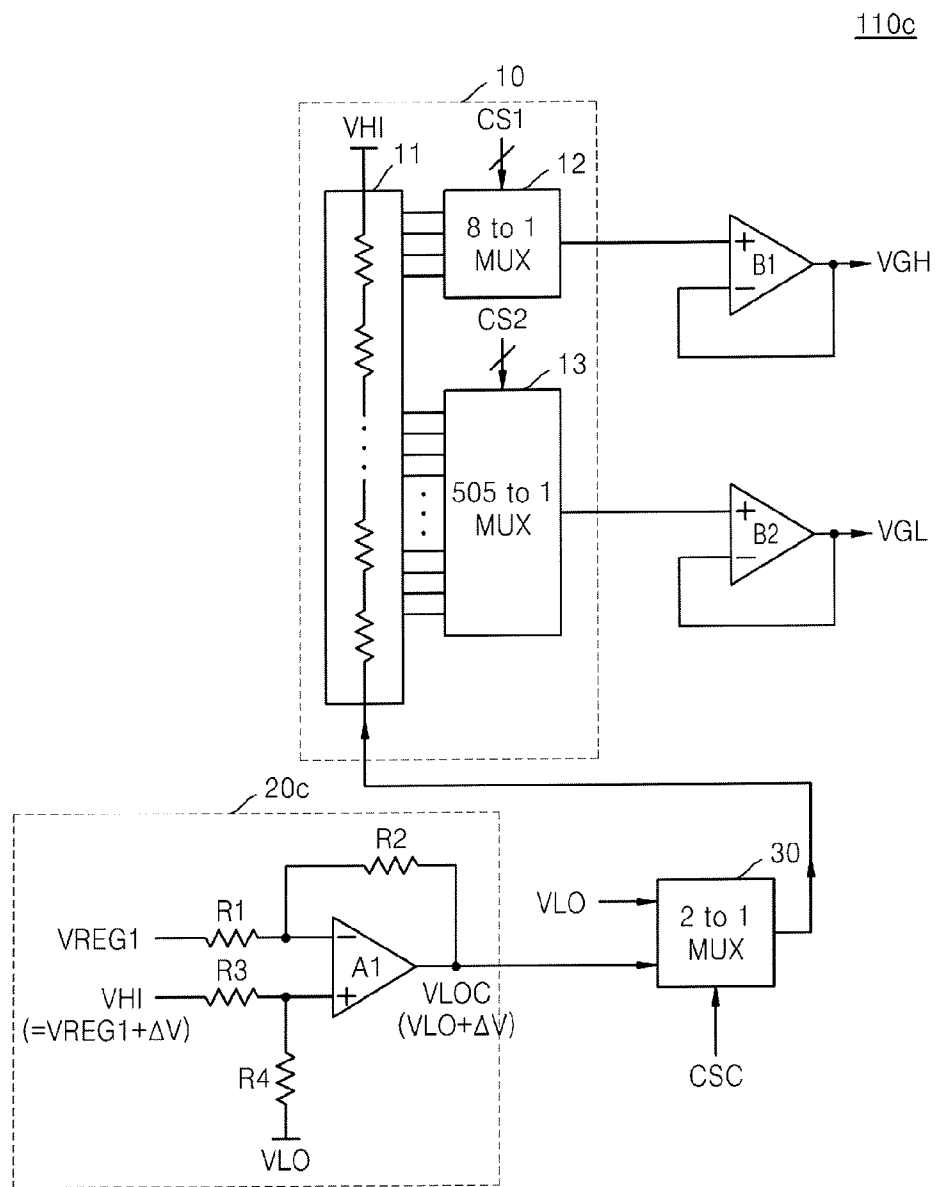 110c
10
VHI
CS1
11
12
8 to 1
MUX
+
B1
−
VGH
CS2
13
505 to 1
MUX
+
B2
−
VGL
20c
R2
30
VREG1
R1
−
A1
+
VLO
2 to 1
MUX
VHI
(=VREG1+ΔV)
R3
VLOC
(VLO+ΔV)
R4
CSC
VLO